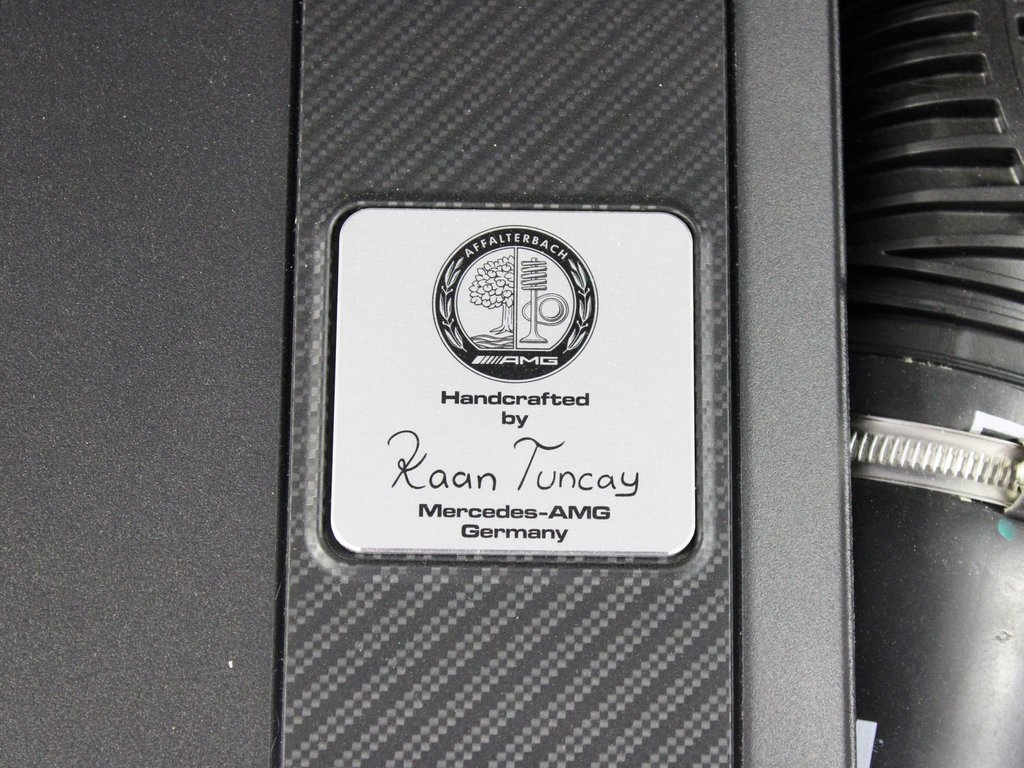 AFFALTERBACH
AMG
Handcrafted
by
Kaan Tuncay
Mercedes-AMG
Germany